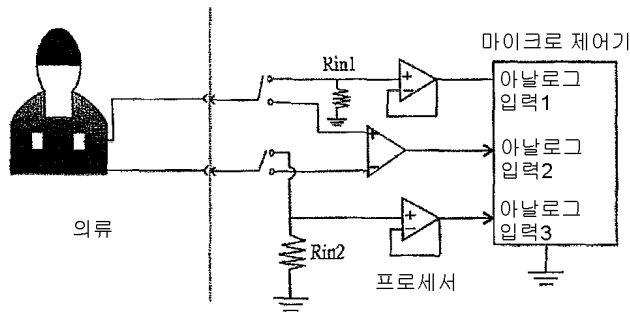 마이크로 제어기
Rin1
아날로그
입력1
아날로그
입력2
아날로그
입력3
의류
Rin2
프로세서